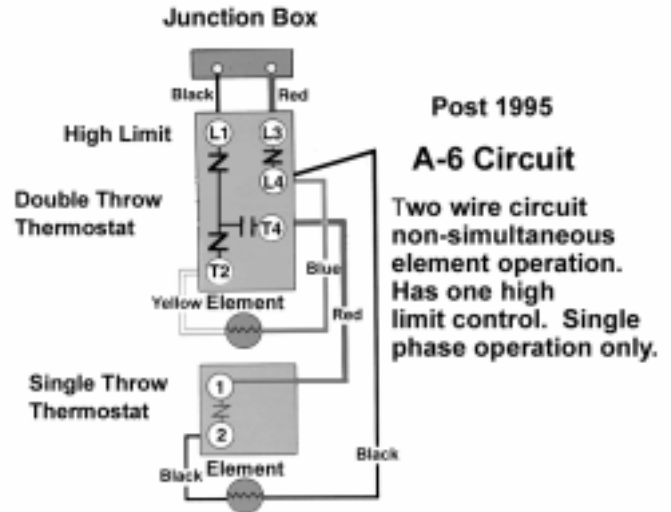 Junction Box
Black
Red
Post 1995
High Limit
L1
L3
A-6 Circuit
L4
Double Throw
Thermostat
T4
Two wire circuit
non-simultaneous
element operation.
Has one high
limit control. Single
phase operation only.
T2
Blue
Yellow
Element
Red
Single Throw
Thermostat
1
2
Black
Element
Black